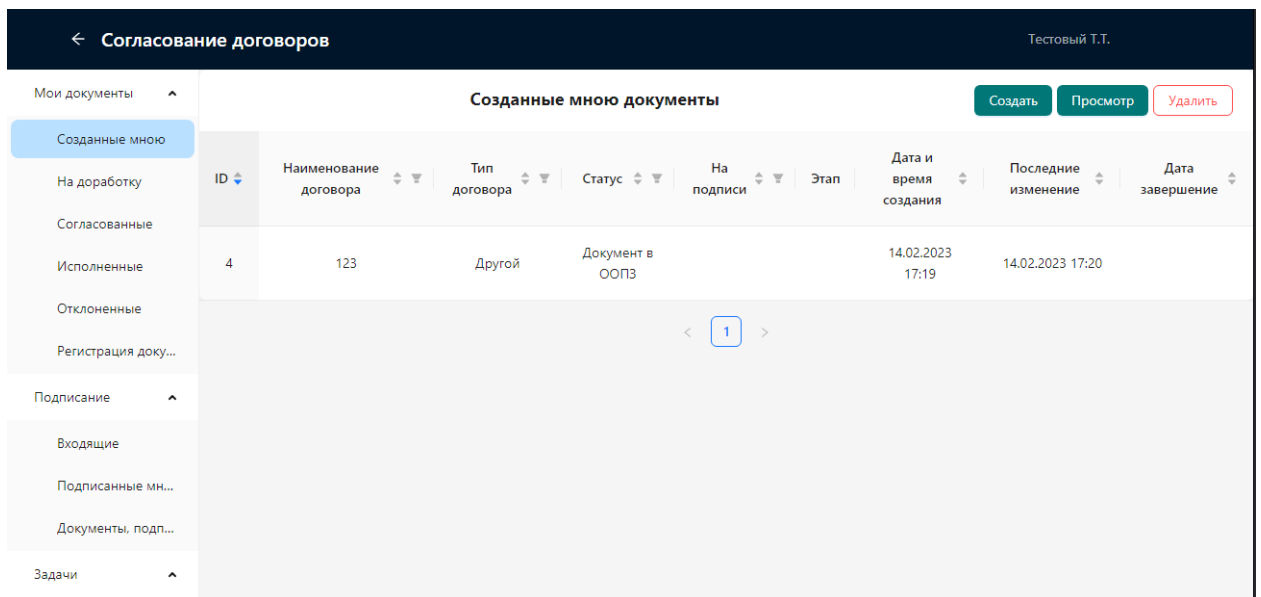 Согласование договоров
Тестовый Т.Т.
Мои документы
Созданные мною
На доработку
Согласованные
Исполненные
Отклоненные
Регистрация доку...
Подписание
Входящие
Подписанные мн...
Документы, подп...
Задачи
Созданные мною документы
Создать
Просмотр
Удалить
ID
Наименование
договора
Тип
договора
Статус
На
подписи
Этап
Дата и
время
создания
Последние
изменение
Дата
завершение
4
123
Другой
Документ в
ООПЗ
14.02.2023
17:19
14.02.2023 17:20
< 1 >